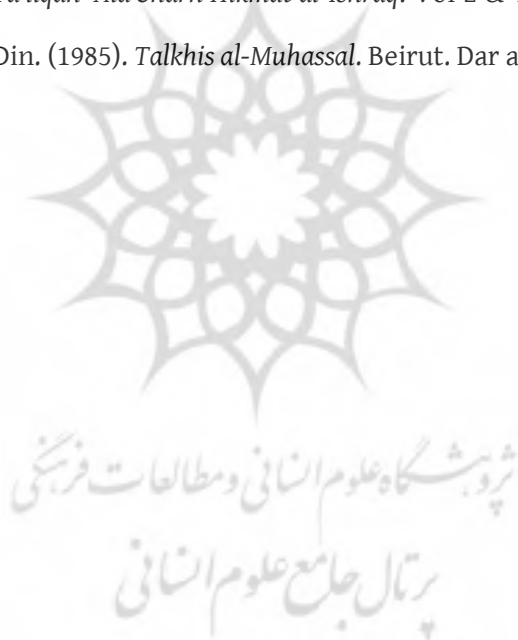 Din. (1985). Talkhis al-Muhassal. Beirut. Dar a
پژوهشگاه علوم انسانی و مطالعات فرهنگی
پرتال جامع علوم انسانی